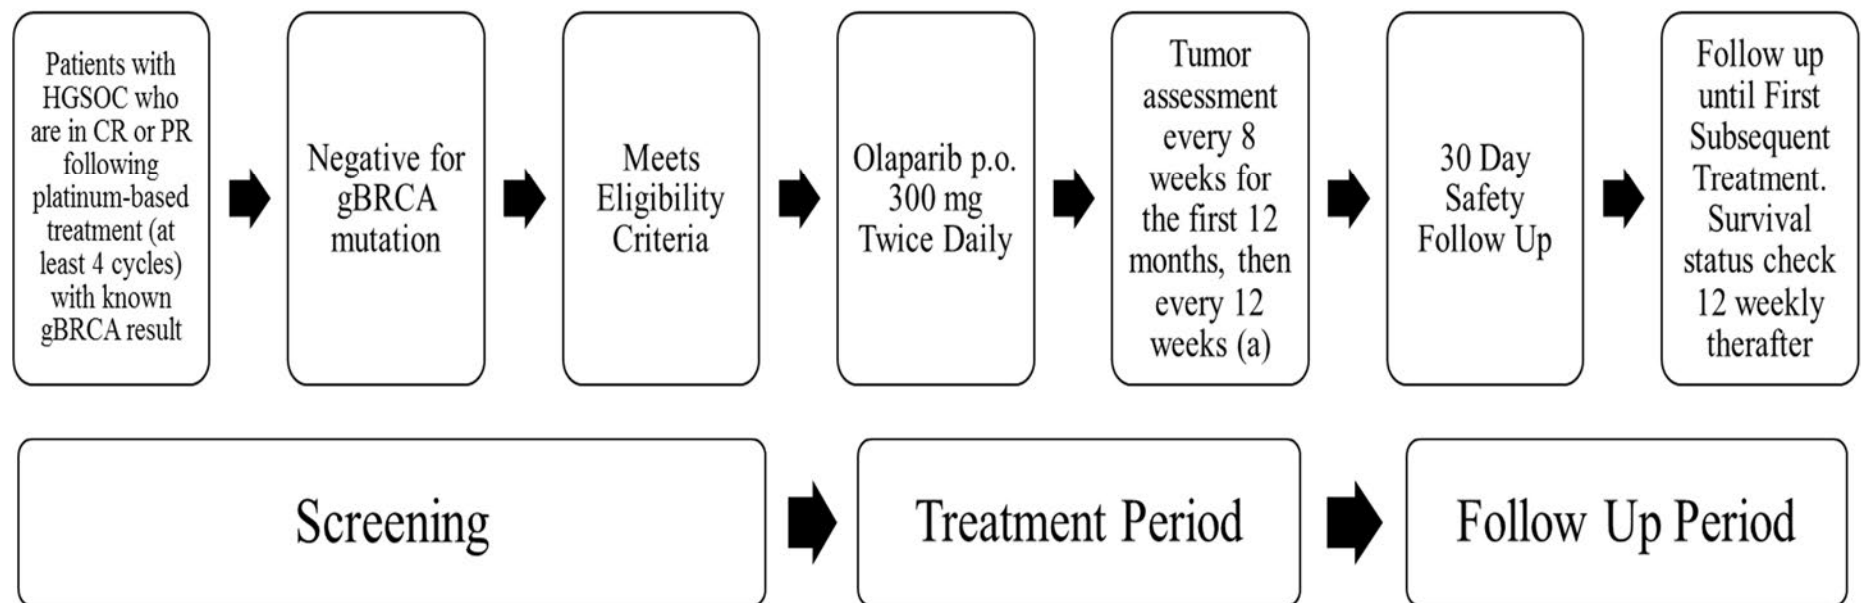 Patients with
HGSOC who
are in CR or PR
following
platinum-based
treatment (at
least 4 cycles)
with known
gBRCA result
Negative for
gBRCA
mutation
Meets
Eligibility
Criteria
Olaparib p.o.
300 mg
Twice Daily
Tumor
assessment
every 8
weeks for
the first 12
months, then
every 12
weeks (a)
30 Day
Safety
Follow Up
Follow up
until First
Subsequent
Treatment.
Survival
status check
12 weekly
therafter
Screening
Treatment Period
Follow Up Period